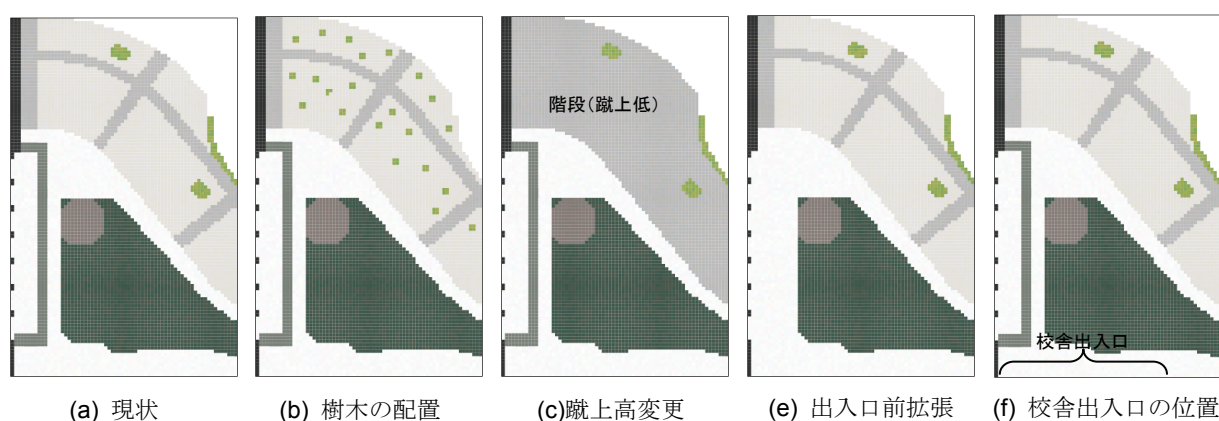 階段(蹴上低)
校舎出入口
(a) 現状
(b) 樹木の配置
(c)蹴上高変更
(e) 出入口前拡張
(f) 校舎出入口の位置